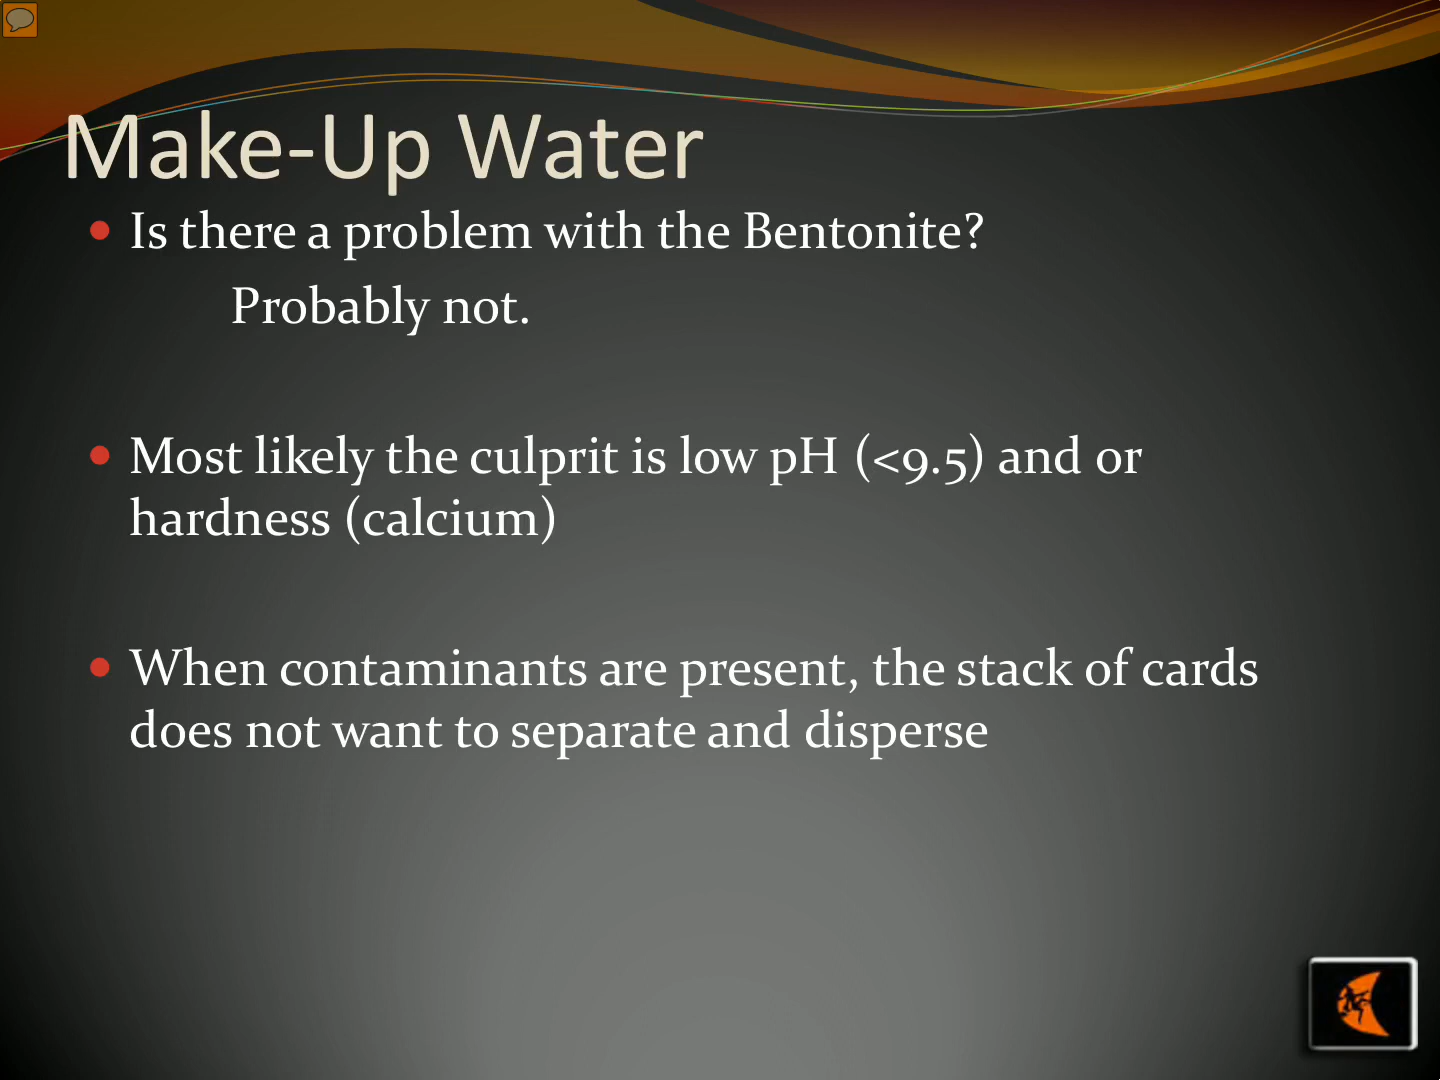 Make-Up Water
Is there a problem with the Bentonite?
Probably not.
Most likely the culprit is low pH (<9.5) and or
hardness (calcium)
When contaminants are present, the stack of cards
does not want to separate and disperse